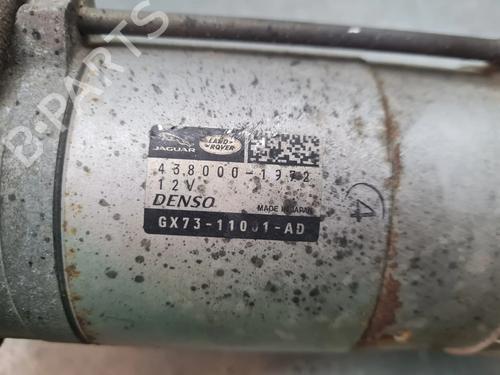 JAGUAR
LAND
ROVER
438000-1972
12V
DENSO
MADE IN JAPAN
GX73-11001-AD
4
B-PARTS